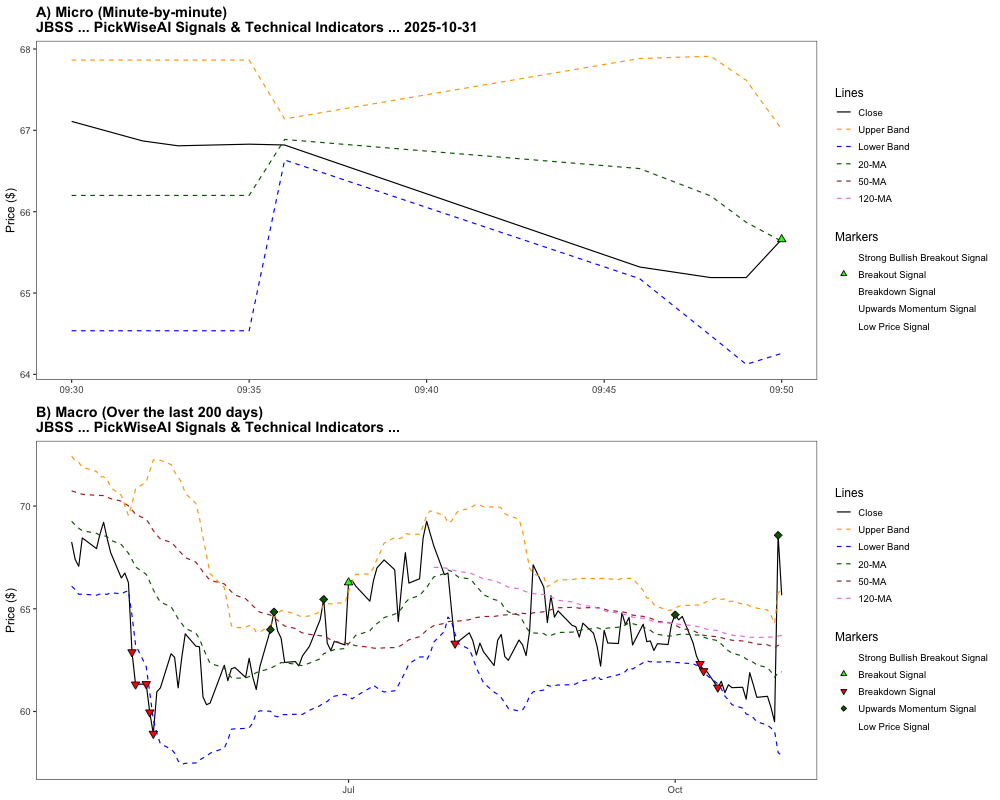 A) Micro (Minute-by-minute)
JBSS ... PickWiseAI Signals & Technical Indicators ... 2025-10-31
Price ($)
68
67
66
65
64
09:30
09:35
09:40
09:45
09:50
Lines
Close
Upper Band
Lower Band
20-MA
50-MA
120-MA
Markers
Strong Bullish Breakout Signal
Breakout Signal
Breakdown Signal
Upwards Momentum Signal
Low Price Signal
B) Macro (Over the last 200 days)
JBSS ... PickWiseAI Signals & Technical Indicators ...
Price ($)
70
65
60
Jul
Oct
Lines
Close
Upper Band
Lower Band
20-MA
50-MA
120-MA
Markers
Strong Bullish Breakout Signal
Breakout Signal
Breakdown Signal
Upwards Momentum Signal
Low Price Signal